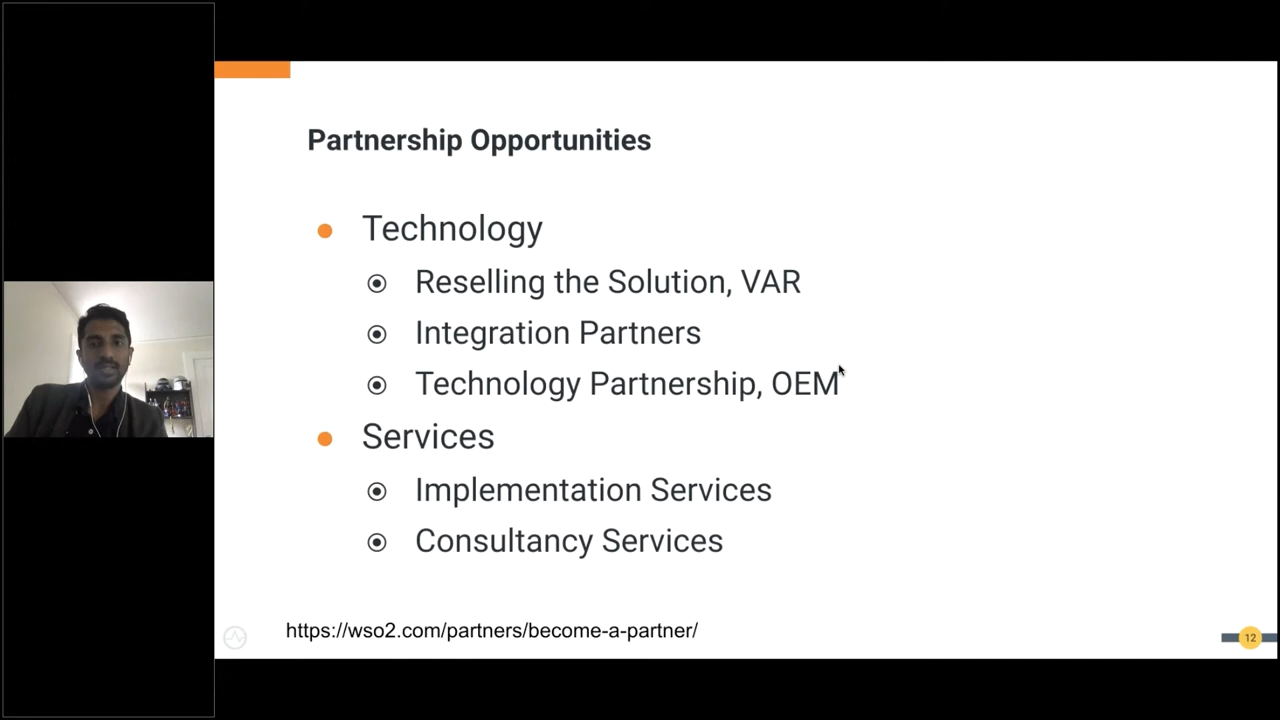 Partnership Opportunities
Technology
Reselling the Solution, VAR
Integration Partners
Technology Partnership, OEM
Services
Implementation Services
Consultancy Services
https://wso2.com/partners/become-a-partner/
12